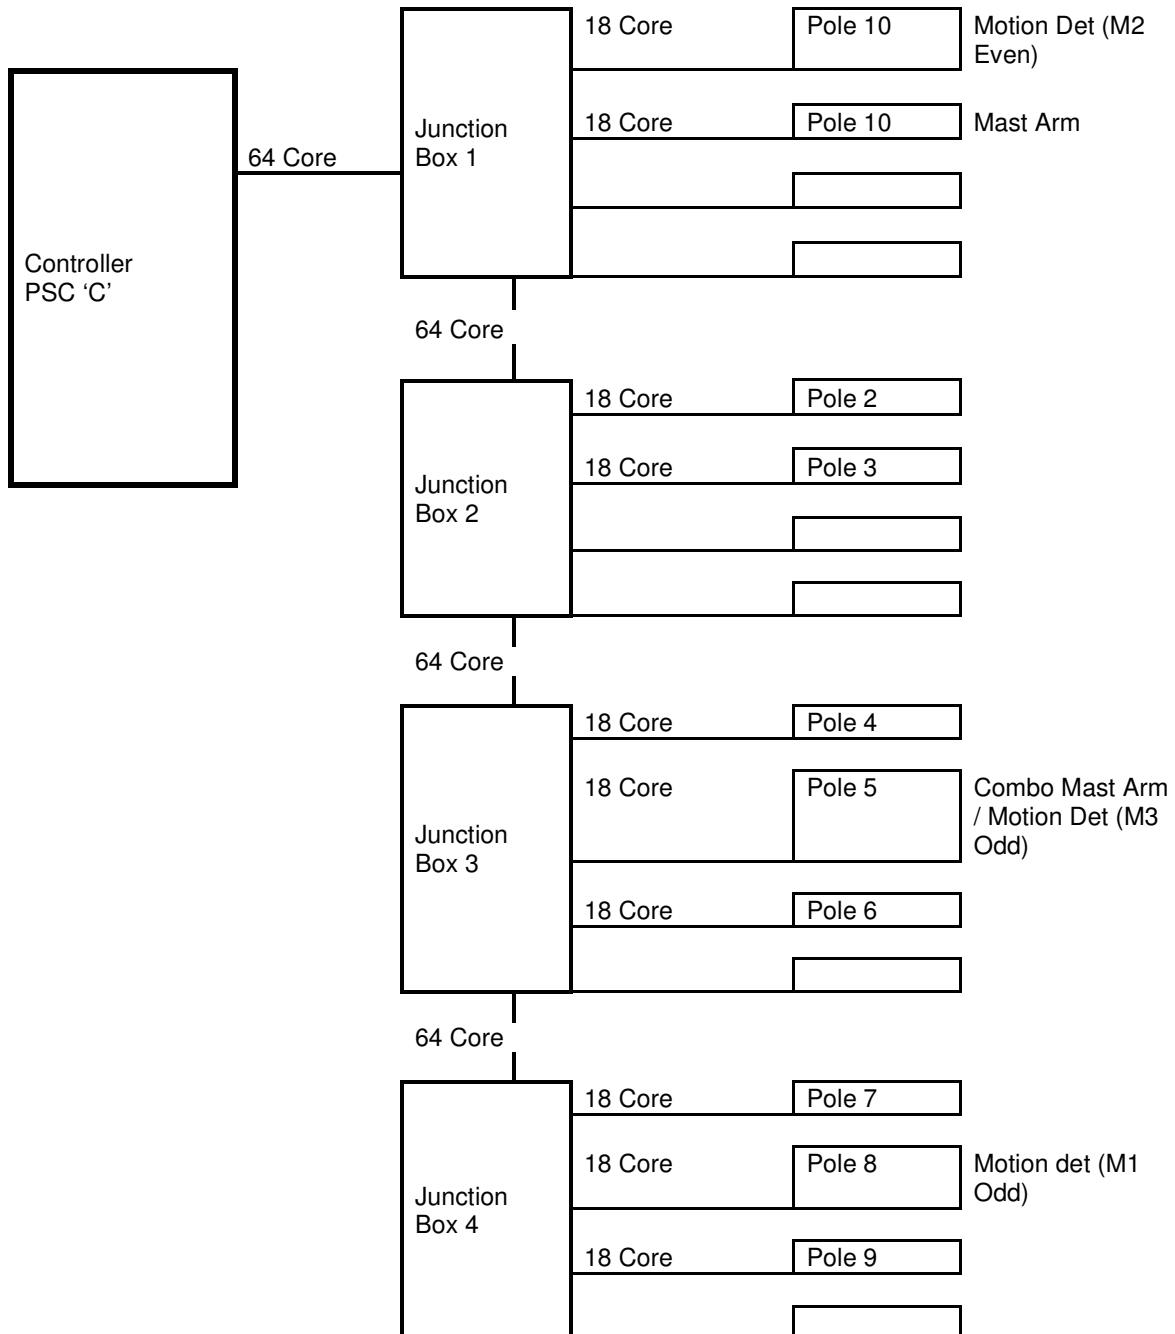 18 Core Pole 10 Motion Det (M2
Even)
Junction
Box 1
18 Core Pole 10 Mast Arm
64 Core
Controller
PSC ‘C’
64 Core
18 Core Pole 2
18 Core Pole 3
Junction
Box 2
64 Core
18 Core Pole 4
18 Core Pole 5 Combo Mast Arm
/ Motion Det (M3
Odd)
Junction
Box 3
18 Core Pole 6
64 Core
18 Core Pole 7
18 Core Pole 8 Motion det (M1
Odd)
Junction
Box 4
18 Core Pole 9